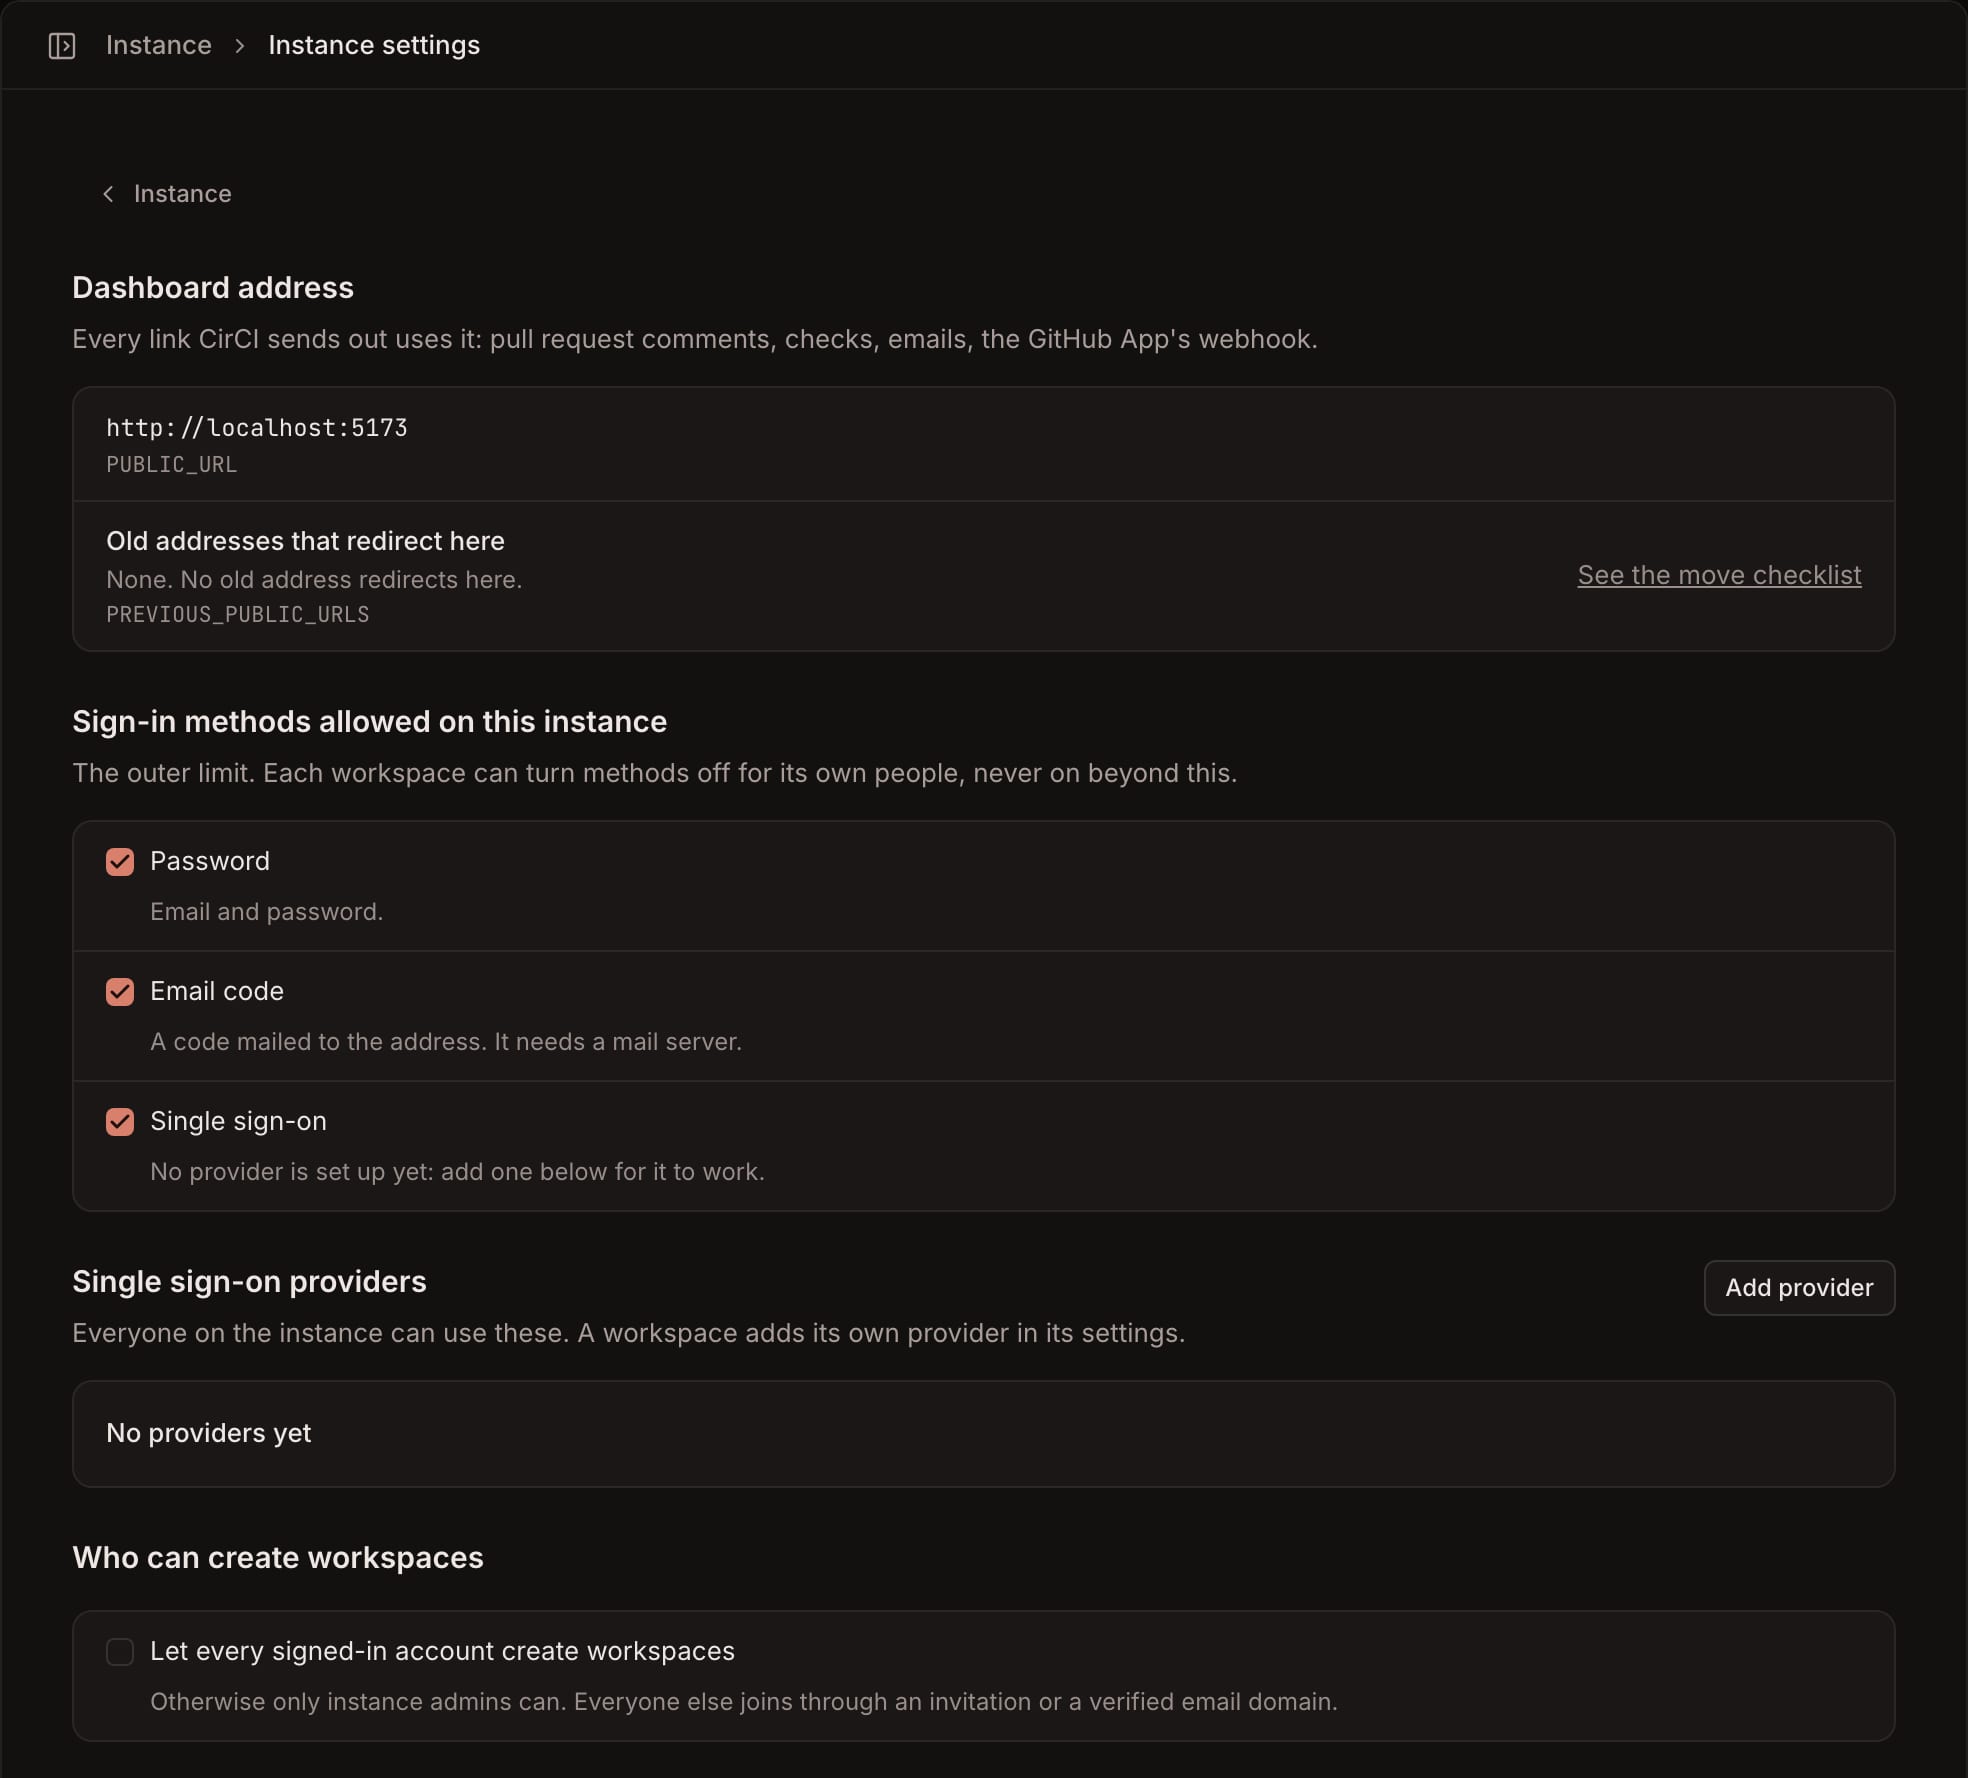 Instance > Instance settings
Instance
Dashboard address
Every link CirCI sends out uses it: pull request comments, checks, emails, the GitHub App's webhook.
http://localhost:5173
PUBLIC_URL
Old addresses that redirect here
None. No old address redirects here.
PREVIOUS_PUBLIC_URLS
See the move checklist
Sign-in methods allowed on this instance
The outer limit. Each workspace can turn methods off for its own people, never on beyond this.
Password
Email and password.
Email code
A code mailed to the address. It needs a mail server.
Single sign-on
No provider is set up yet: add one below for it to work.
Single sign-on providers
Add provider
Everyone on the instance can use these. A workspace adds its own provider in its settings.
No providers yet
Who can create workspaces
Let every signed-in account create workspaces
Otherwise only instance admins can. Everyone else joins through an invitation or a verified email domain.